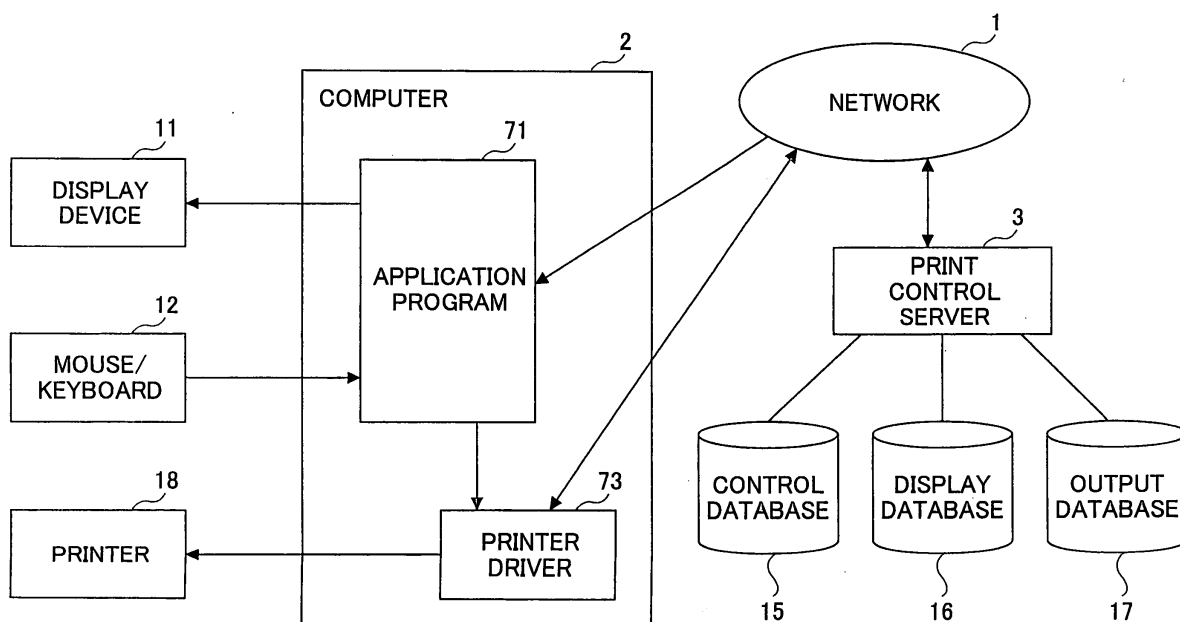 1
NETWORK
2
COMPUTER
71
APPLICATION
PROGRAM
11
DISPLAY
DEVICE
12
MOUSE/
KEYBOARD
18
PRINTER
73
PRINTER
DRIVER
3
PRINT
CONTROL
SERVER
CONTROL
DATABASE
15
DISPLAY
DATABASE
16
OUTPUT
DATABASE
17